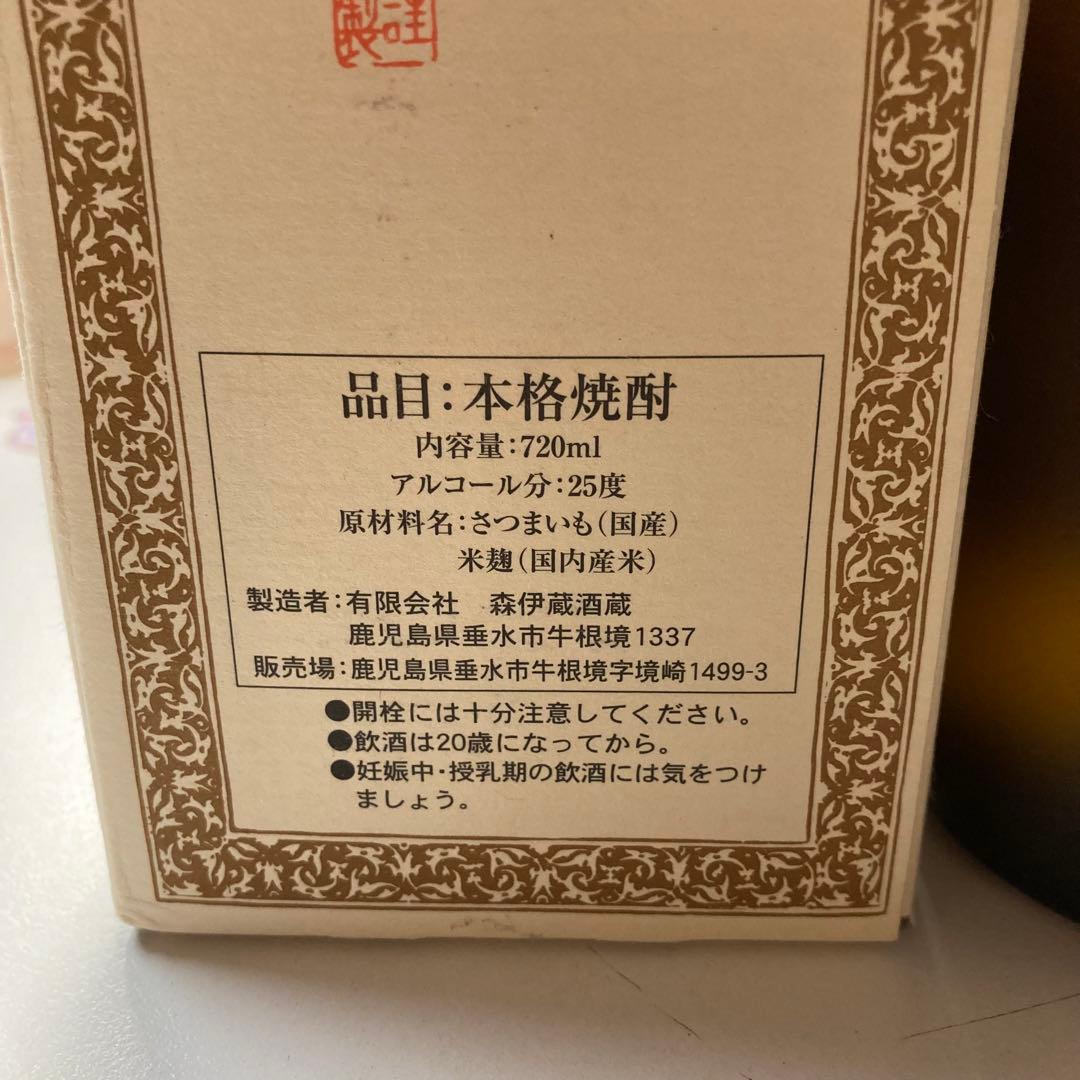 謹製
品目：本格焼酎
内容量：720ml
アルコール分：25度
原材料名：さつまいも（国産）
米麹（国内産米）
製造者：有限会社　森伊蔵酒蔵
鹿児島県垂水市牛根境1337
販売場：鹿児島県垂水市牛根境字境崎1499-3
●開栓には十分注意してください。
●飲酒は20歳になってから。
●妊娠中・授乳期の飲酒には気をつけ
ましょう。